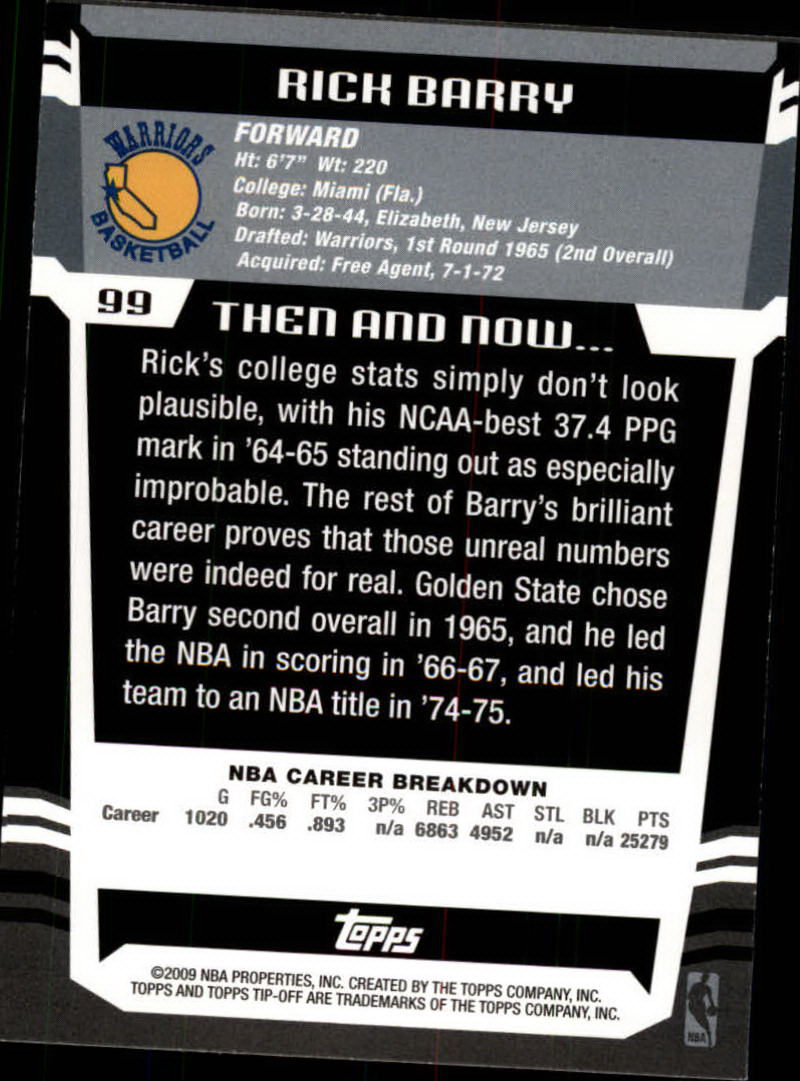 RICK BARRY
WARRIORS
BASKETBALL
FORWARD
Ht: 6'7" Wt: 220
College: Miami (Fla.)
Born: 3-28-44, Elizabeth, New Jersey
Drafted: Warriors, 1st Round 1965 (2nd Overall)
Acquired: Free Agent, 7-1-72
99
THEN AND NOW...
Rick's college stats simply don't look
plausible, with his NCAA-best 37.4 PPG
mark in '64-65 standing out as especially
improbable. The rest of Barry's brilliant
career proves that those unreal numbers
were indeed for real. Golden State chose
Barry second overall in 1965, and he led
the NBA in scoring in '66-67, and led his
team to an NBA title in '74-75.
NBA CAREER BREAKDOWN
G FG% FT% 3P% REB AST STL BLK PTS
Career 1020 .456 .893 n/a 6863 4952 n/a n/a 25279
topps
©2009 NBA PROPERTIES, INC. CREATED BY THE TOPPS COMPANY, INC.
TOPPS AND TOPPS TIP-OFF ARE TRADEMARKS OF THE TOPPS COMPANY, INC.
NBA